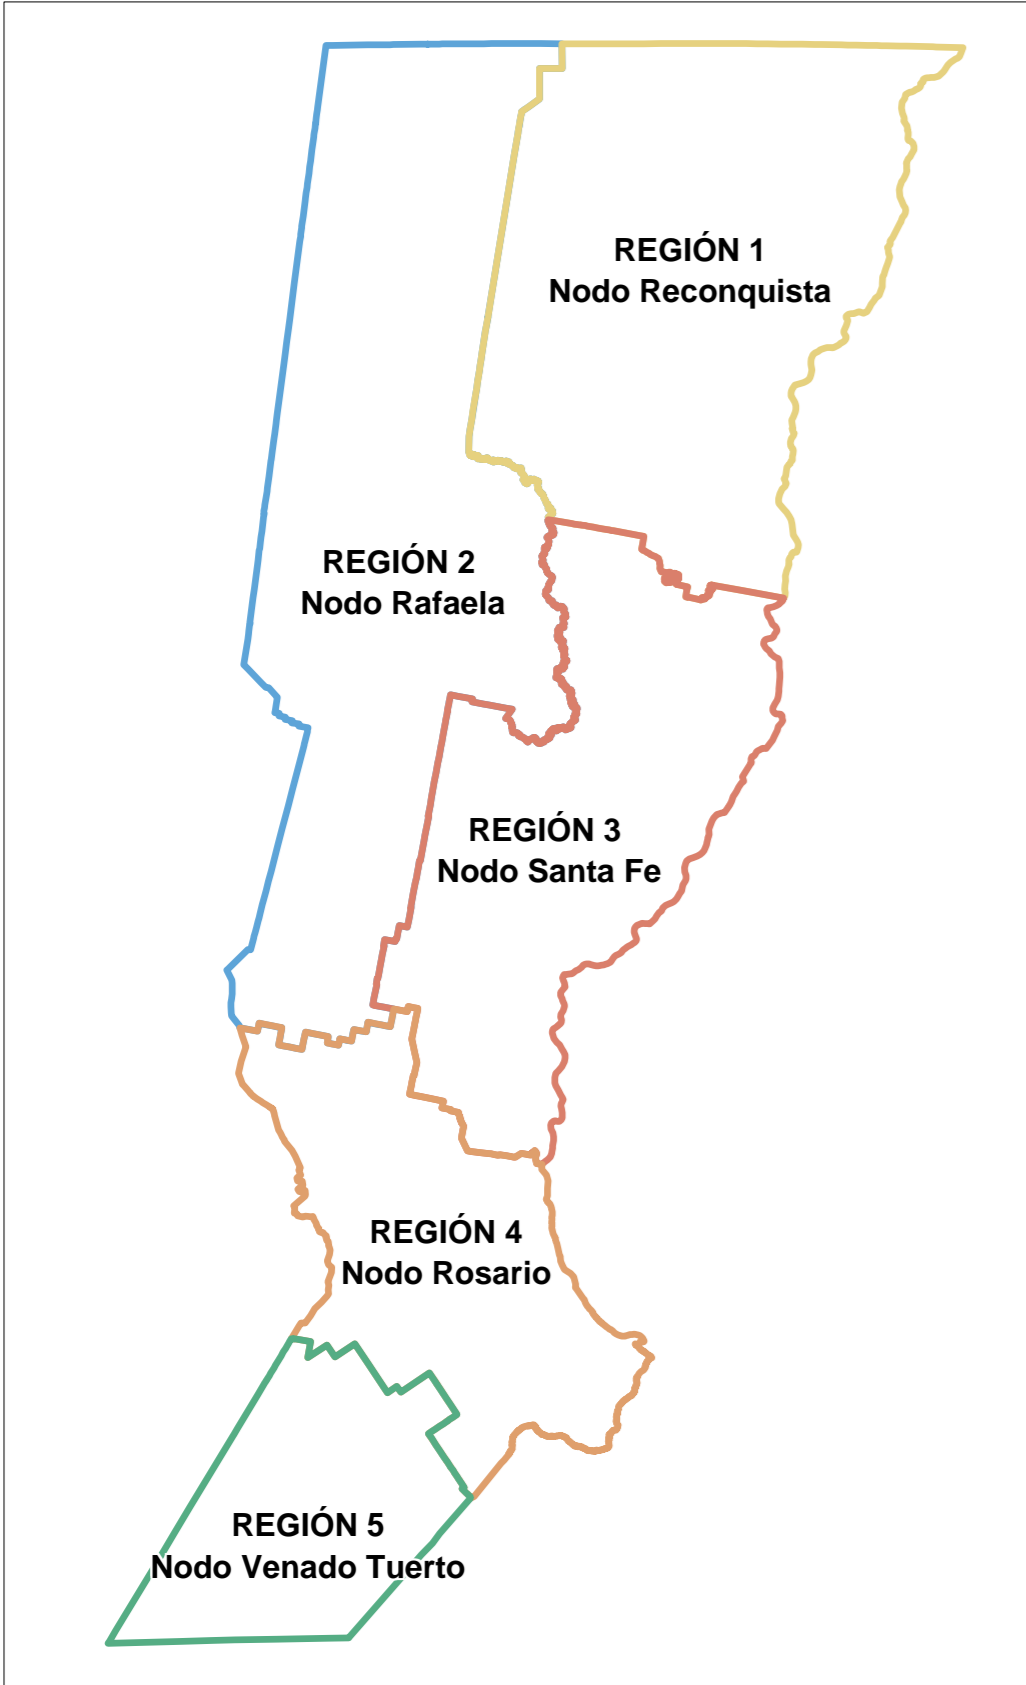 REGIÓN 1
Nodo Reconquista
REGIÓN 2
Nodo Rafaela
REGIÓN 3
Nodo Santa Fe
REGIÓN 4
Nodo Rosario
REGIÓN 5
Nodo Venado Tuerto